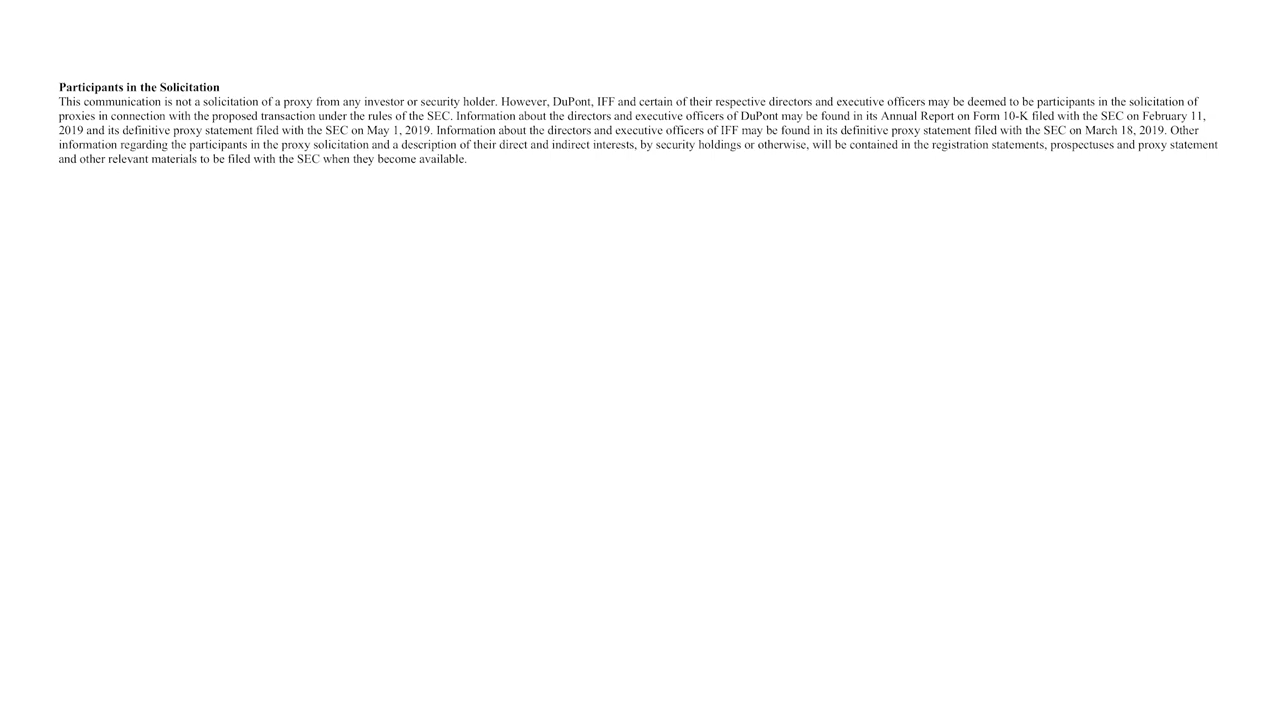 Participants in the Solicitation
This communication is not a solicitation of a proxy from any investor or security holder. However, DuPont, IFF and certain of their respective directors and executive officers may be deemed to be participants in the solicitation of
proxies in connection with the proposed transaction under the rules of the SEC. Information about the directors and executive officers of DuPont may be found in its Annual Report on Form 10-K filed with the SEC on February 11,
2019 and its definitive proxy statement filed with the SEC on May 1, 2019. Information about the directors and executive officers of IFF may be found in its definitive proxy statement filed with the SEC on March 18, 2019. Other
information regarding the participants in the proxy solicitation and a description of their direct and indirect interests, by security holdings or otherwise, will be contained in the registration statements, prospectuses and proxy statement
and other relevant materials to be filed with the SEC when they become available.